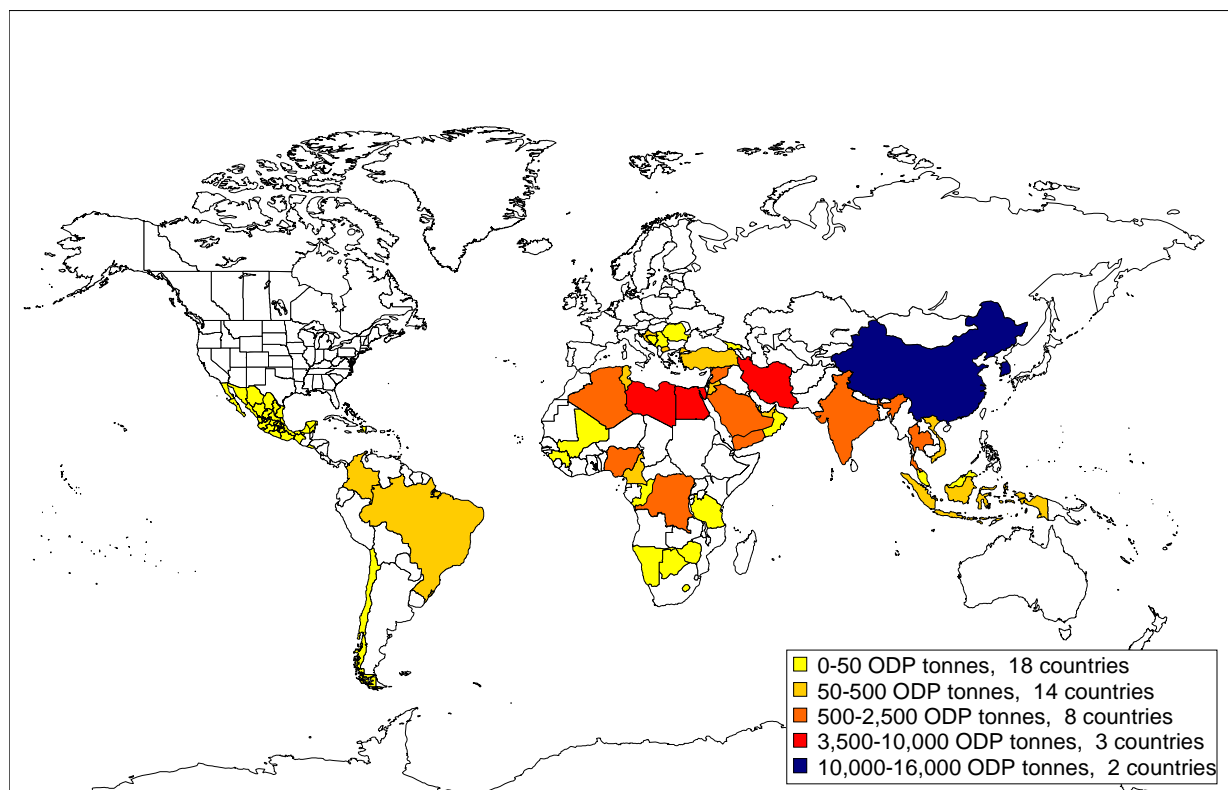 0-50 ODP tonnes, 18 countries
50-500 ODP tonnes, 14 countries
500-2,500 ODP tonnes, 8 countries
3,500-10,000 ODP tonnes, 3 countries
10,000-16,000 ODP tonnes, 2 countries